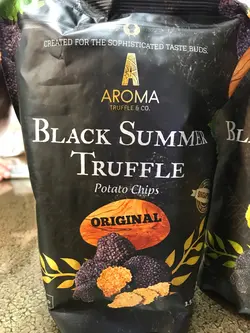 CREATED FOR THE SOPHISTICATED TASTE BUDS.
AROMA
TRUFFLE & CO.
BLACK SUMMER
TRUFFLE
Potato Chips
ORIGINAL